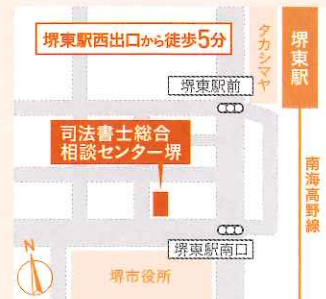 堺東駅西出口から徒歩5分
タカシマヤ
堺東駅
堺東駅前
司法書士総合
相談センター堺
南海高野線
堺東駅南口
N
堺市役所